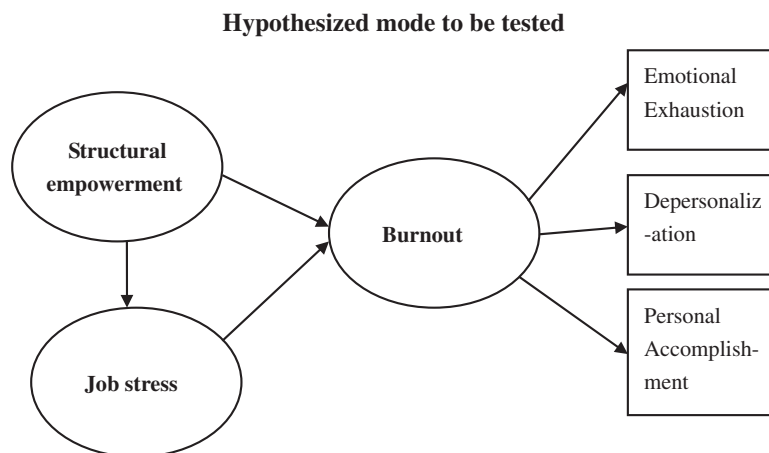 Hypothesized mode to be tested
Structural
empowerment
Job stress
Burnout
Emotional
Exhaustion
Depersonaliz
-ation
Personal
Accomplish-
ment